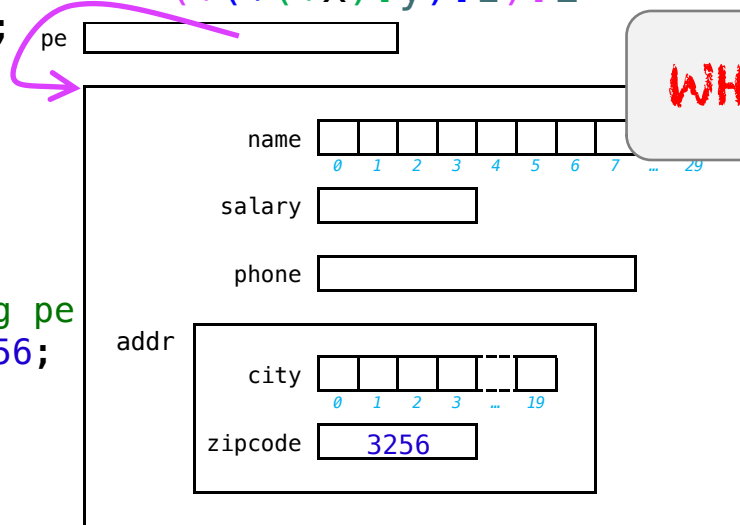 ; pe
WH
name
0 1 2 3 4 5 6 7 … 29
salary
phone
g pe
addr
56;
city
0 1 2 3 … 19
zipcode 3256